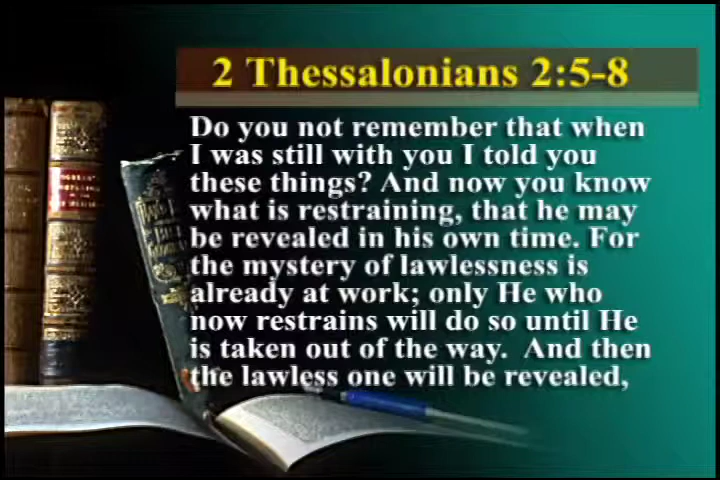 2 Thessalonians 2:5-8
Do you not remember that when
I was still with you I told you
these things? And now you know
what is restraining, that he may
be revealed in his own time. For
the mystery of lawlessness is
already at work; only He who
now restrains will do so until He
is taken out of the way.  And then
the lawless one will be revealed,